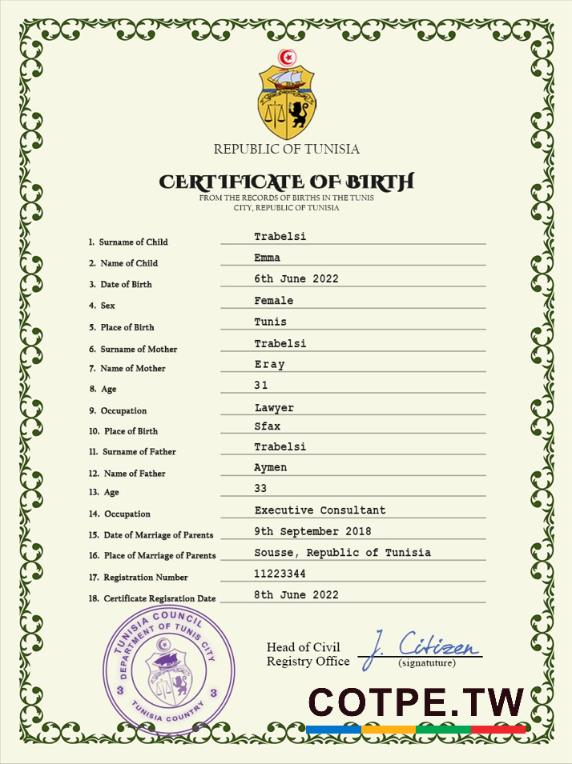 REPUBLIC OF TUNISIA
CERTIFICATE OF BIRTH
FROM THE RECORDS OF BIRTHS IN THE TUNIS
CITY, REPUBLIC OF TUNISIA
1. Surname of Child Trabelsi
2. Name of Child Emma
3. Date of Birth 6th June 2022
4. Sex Female
5. Place of Birth Tunis
6. Surname of Mother Trabelsi
7. Name of Mother Eray
8. Age 31
9. Occupation Lawyer
10. Place of Birth Sfax
11. Surname of Father Trabelsi
12. Name of Father Aymen
13. Age 33
14. Occupation Executive Consultant
15. Date of Marriage of Parents 9th September 2018
16. Place of Marriage of Parents Sousse, Republic of Tunisia
17. Registration Number 11223344
18. Certificate Regisration Date 8th June 2022
TUNISIA COUNCIL
DEPARTMENT OF TUNIS CITY
3 3
TUNISIA COUNTRY
Head of Civil
Registry Office
J. Citizen
(signatuture)
COTPE.TW